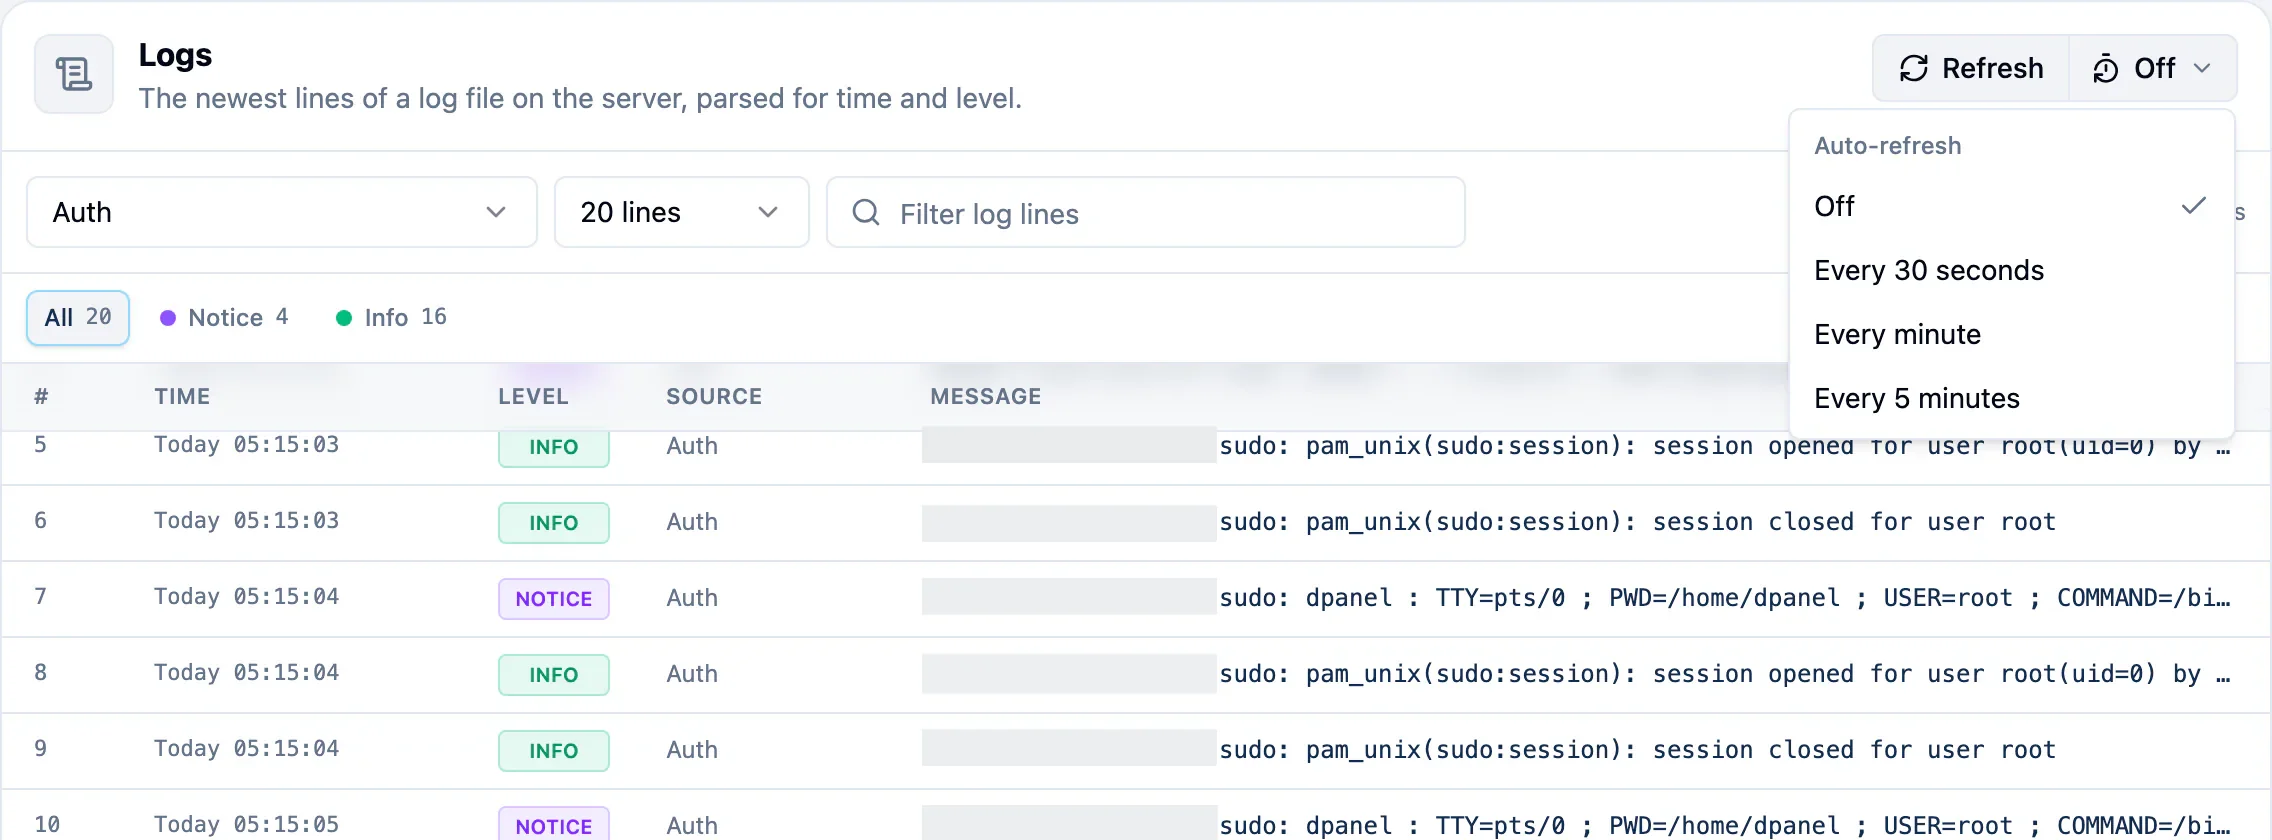 Logs
The newest lines of a log file on the server, parsed for time and level.
Refresh
Off
Auto-refresh
Off
Every 30 seconds
Every minute
Every 5 minutes
Auth
20 lines
Filter log lines
s
All 20
Notice 4
Info 16
# TIME LEVEL SOURCE MESSAGE
5 Today 05:15:03 INFO Auth sudo: pam_unix(sudo:session): session opened for user root(uid=0) by …
6 Today 05:15:03 INFO Auth sudo: pam_unix(sudo:session): session closed for user root
7 Today 05:15:04 NOTICE Auth sudo: dpanel : TTY=pts/0 ; PWD=/home/dpanel ; USER=root ; COMMAND=/bi…
8 Today 05:15:04 INFO Auth sudo: pam_unix(sudo:session): session opened for user root(uid=0) by …
9 Today 05:15:04 INFO Auth sudo: pam_unix(sudo:session): session closed for user root
10 Today 05:15:05 NOTICE Auth sudo: dpanel : TTY=pts/0 ; PWD=/home/dpanel ; USER=root ; COMMAND=/bi…